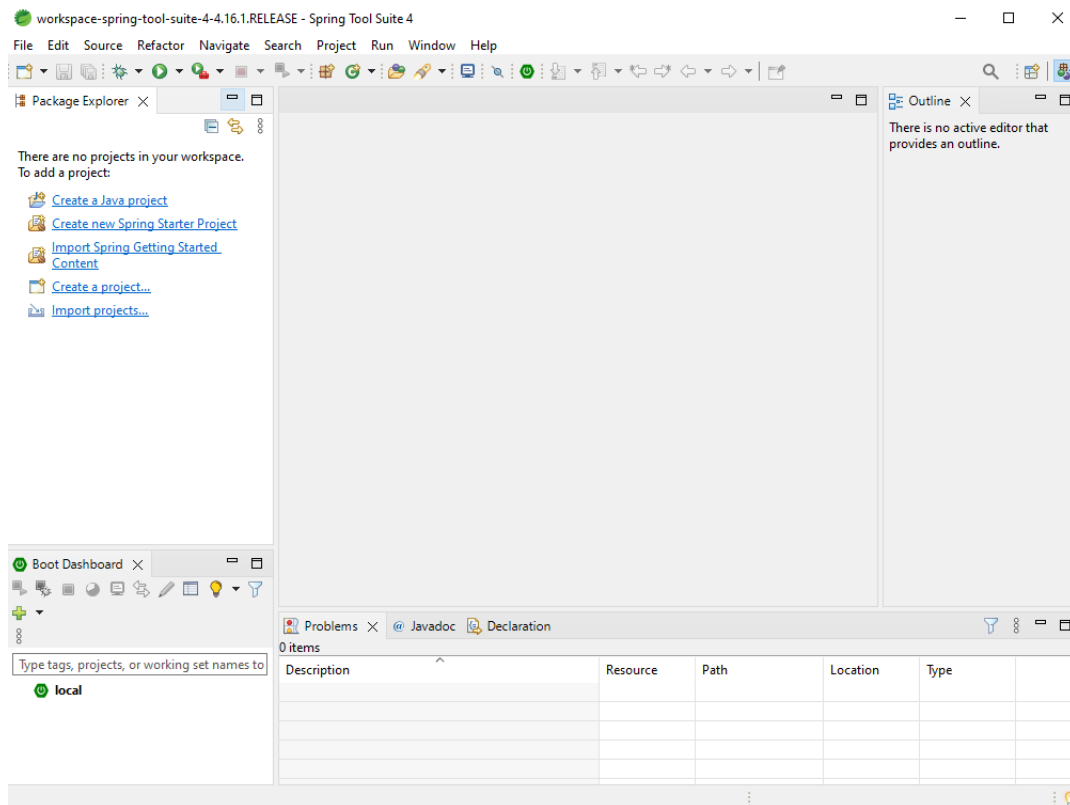 workspace-spring-tool-suite-4-4.16.1.RELEASE - Spring Tool Suite 4
File Edit Source Refactor Navigate Search Project Run Window Help
Package Explorer
There are no projects in your workspace.
To add a project:
Create a Java project
Create new Spring Starter Project
Import Spring Getting Started
Content
Create a project...
Import projects...
Outline
There is no active editor that
provides an outline.
Boot Dashboard
Type tags, projects, or working set names to
local
Problems @ Javadoc Declaration
0 items
Description Resource Path Location Type